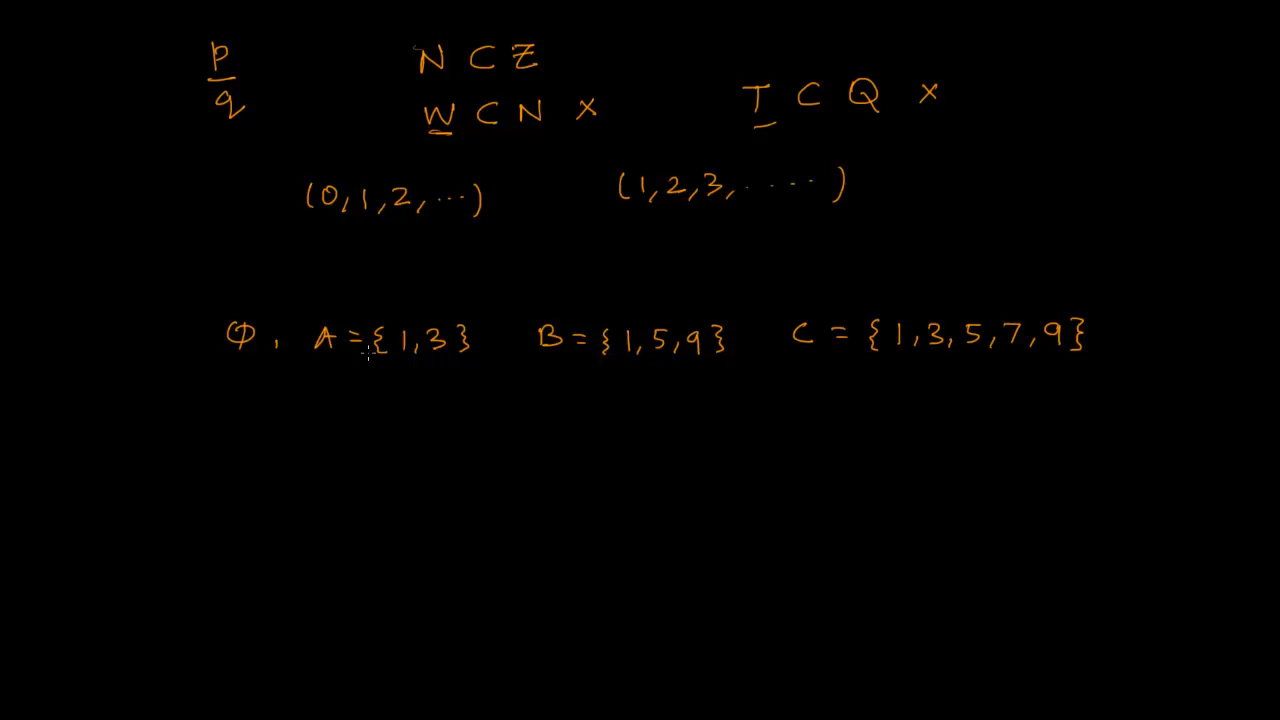 P/q
N ⊂ Z
W ⊂ N ×
T ⊂ Q ×
(0, 1, 2, ...) (1, 2, 3, .....)
Φ, A = {1, 3} B = {1, 5, 9} C = {1, 3, 5, 7, 9}